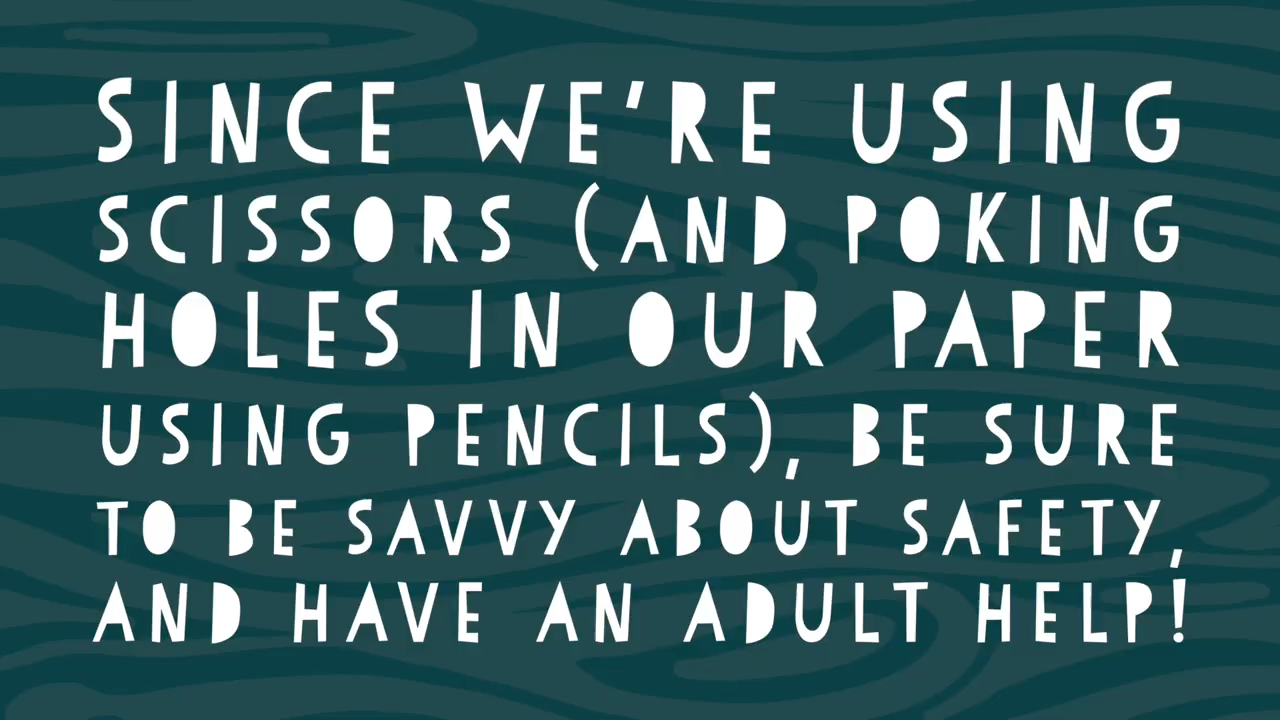 SINCE WE'RE USING
SCISSORS (AND POKING
HOLES IN OUR PAPER
USING PENCILS), BE SURE
TO BE SAVVY ABOUT SAFETY,
AND HAVE AN ADULT HELP!